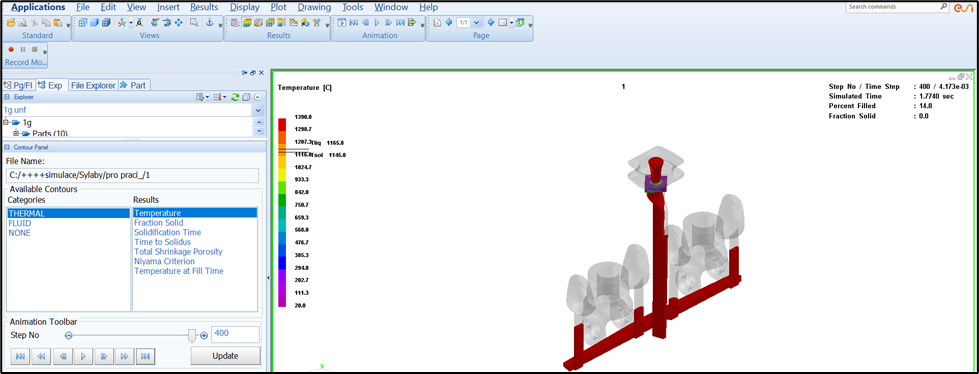 Applications File Edit View Insert Results Display Plot Drawing Tools Window Help
Search commands
esi
1/1
Standard Views Results Animation Page
Record Mo...
Pg/Fl Exp File Explorer Part
Explorer
1g.unf
1g
Parts (10)
Contour Panel
File Name:
C:/++++simulace/Sylaby/pro praci_/1
Available Contours
Categories Results
THERMAL Temperature
FLUID Fraction Solid
NONE Solidification Time
Time to Solidus
Total Shrinkage Porosity
Niyama Criterion
Temperature at Fill Time
Animation Toolbar
Step No 400
Update
Temperature [C]
1390.0
1298.7
1207.3 Tliq 1165.0
1116.0 Tsol 1145.0
1024.7
933.3
842.0
750.7
659.3
568.0
476.7
385.3
294.0
202.7
111.3
20.0
1
Step No / Time Step : 400 / 4.173e-03
Simulated Time : 1.7740 sec
Percent Filled : 14.8
Fraction Solid : 0.0
Y